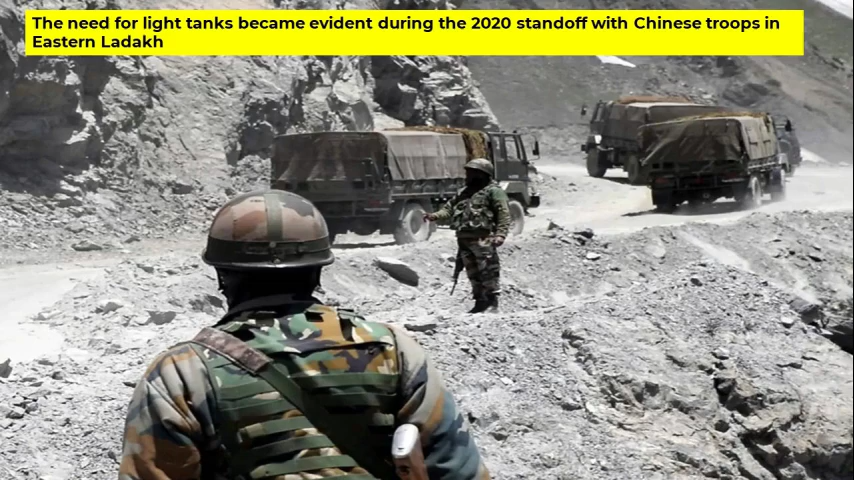 The need for light tanks became evident during the 2020 standoff with Chinese troops in
Eastern Ladakh